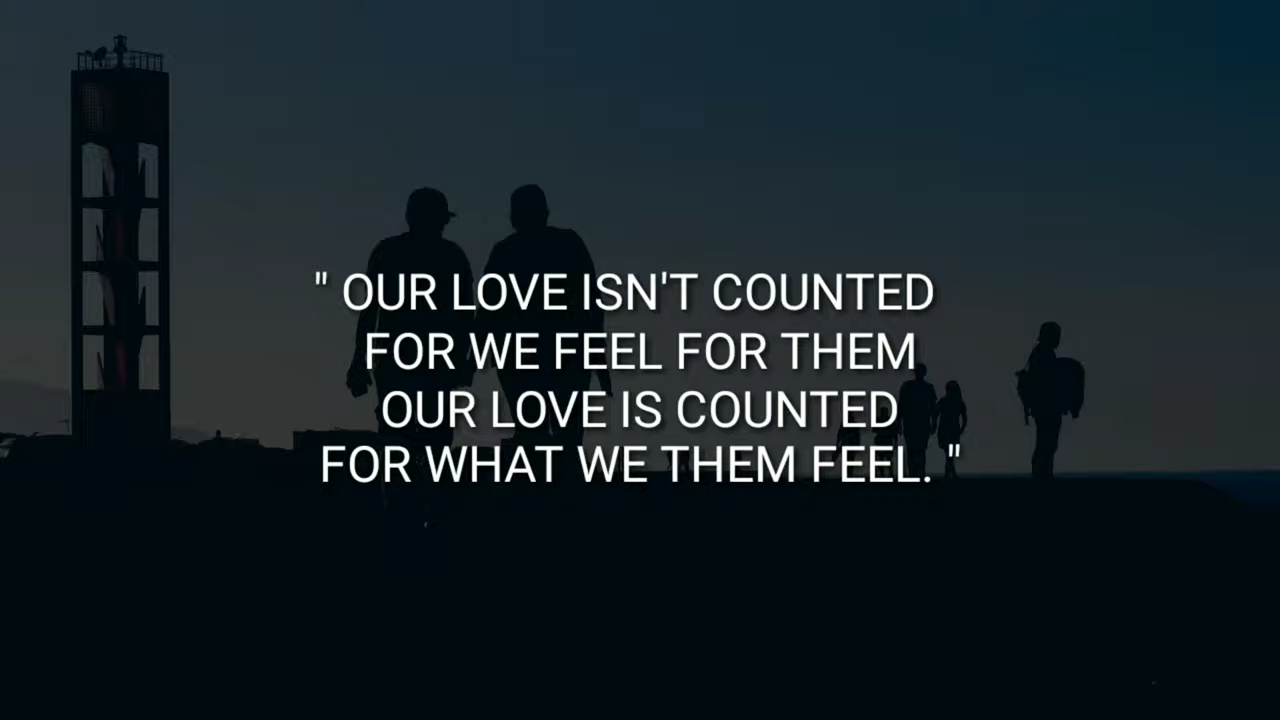 " OUR LOVE ISN'T COUNTED
FOR WE FEEL FOR THEM
OUR LOVE IS COUNTED
FOR WHAT WE THEM FEEL. "